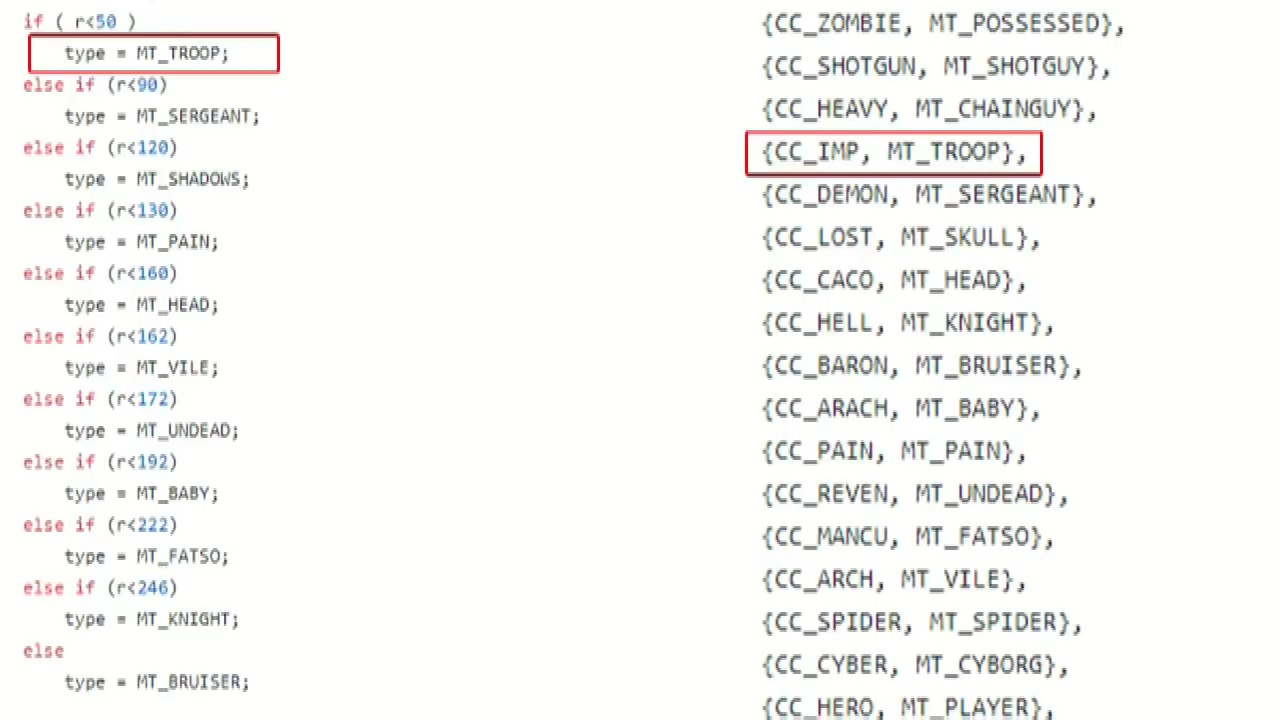 if ( r<50 )
type = MT_TROOP;
else if (r<90)
type = MT_SERGEANT;
else if (r<120)
type = MT_SHADOWS;
else if (r<130)
type = MT_PAIN;
else if (r<160)
type = MT_HEAD;
else if (r<162)
type = MT_VILE;
else if (r<172)
type = MT_UNDEAD;
else if (r<192)
type = MT_BABY;
else if (r<222)
type = MT_FATSO;
else if (r<246)
type = MT_KNIGHT;
else
type = MT_BRUISER;
{CC_ZOMBIE, MT_POSSESSED},
{CC_SHOTGUN, MT_SHOTGUY},
{CC_HEAVY, MT_CHAINGUY},
{CC_IMP, MT_TROOP},
{CC_DEMON, MT_SERGEANT},
{CC_LOST, MT_SKULL},
{CC_CACO, MT_HEAD},
{CC_HELL, MT_KNIGHT},
{CC_BARON, MT_BRUISER},
{CC_ARACH, MT_BABY},
{CC_PAIN, MT_PAIN},
{CC_REVEN, MT_UNDEAD},
{CC_MANCU, MT_FATSO},
{CC_ARCH, MT_VILE},
{CC_SPIDER, MT_SPIDER},
{CC_CYBER, MT_CYBORG},
{CC_HERO, MT_PLAYER},